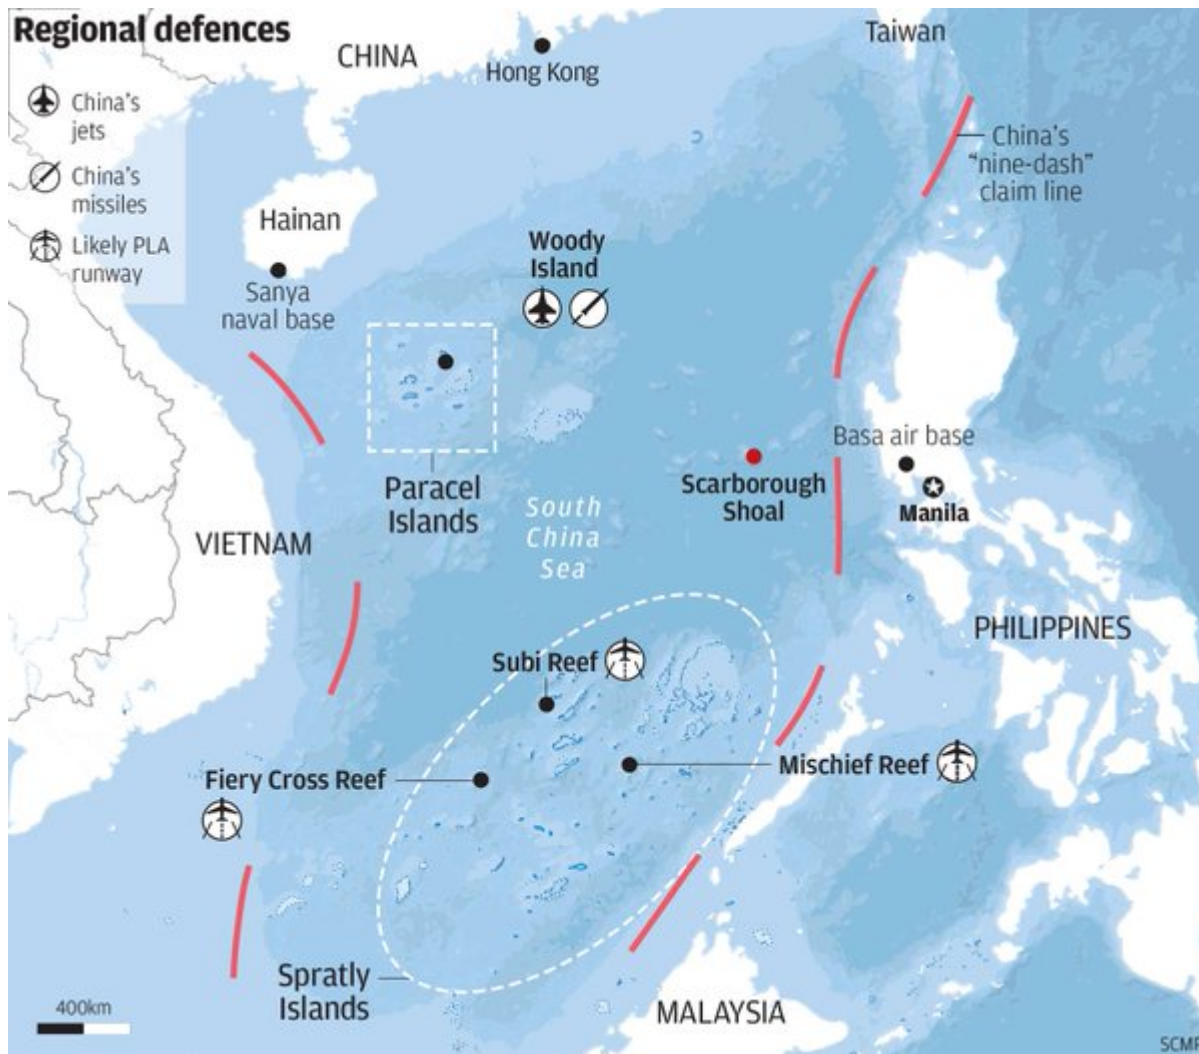 Regional defences
China's
jets
China's
missiles
Likely PLA
runway
CHINA
Hong Kong
Taiwan
China's
"nine-dash"
claim line
Hainan
Sanya
naval base
Woody
Island
Paracel
Islands
South
China
Sea
Scarborough
Shoal
Basa air base
Manila
VIETNAM
PHILIPPINES
Subi Reef
Fiery Cross Reef
Mischief Reef
Spratly
Islands
MALAYSIA
400km
SCMP